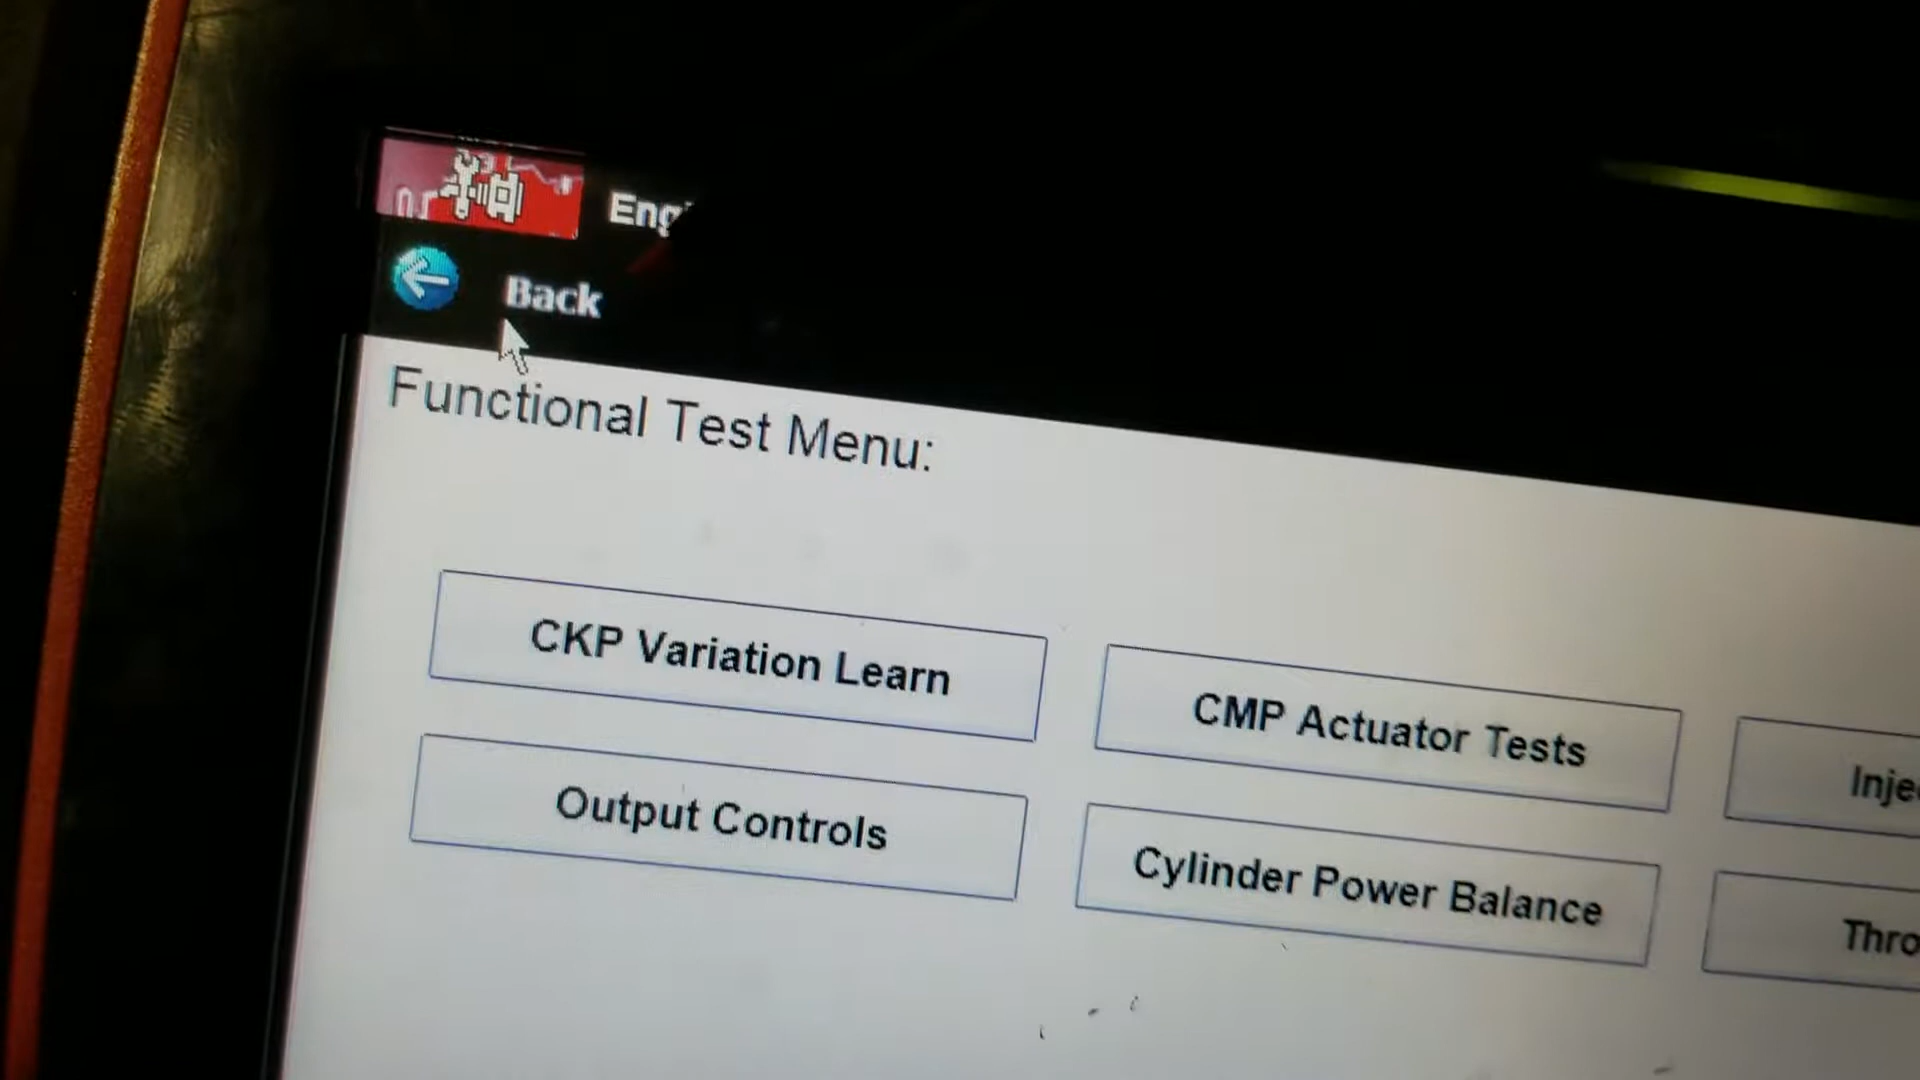 Back
Functional Test Menu:
CKP Variation Learn
CMP Actuator Tests
Output Controls
Cylinder Power Balance